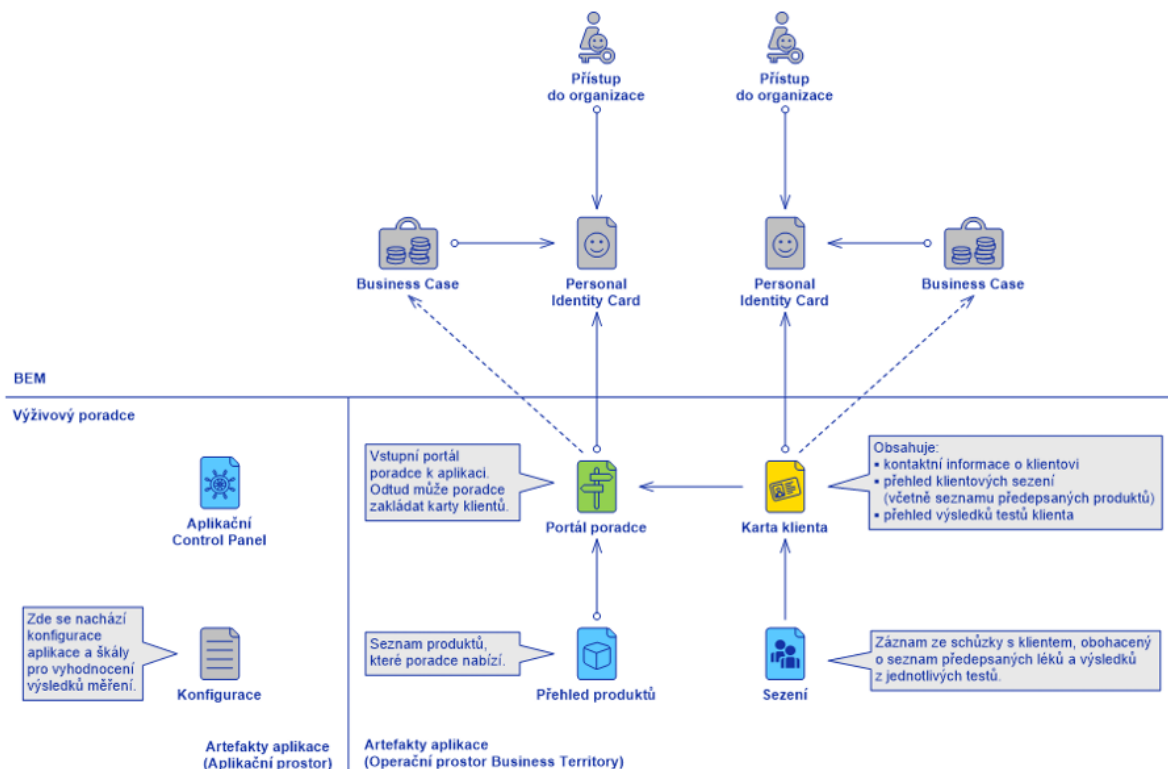 Přístup
do organizace
Přístup
do organizace
Business Case
Personal
Identity Card
Personal
Identity Card
Business Case
BEM
Výživový poradce
Aplikační
Control Panel
Vstupní portál
poradce k aplikaci.
Odtud může poradce
zakládat karty klientů.
Portál poradce
Karta klienta
Obsahuje:
▪ kontaktní informace o klientovi
▪ přehled klientových sezení
(včetně seznamu předepsaných produktů)
▪ přehled výsledků testů klienta
Zde se nachází
konfigurace
aplikace a škály
pro vyhodnocení
výsledků měření.
Konfigurace
Seznam produktů,
které poradce nabízí.
Přehled produktů
Sezení
Záznam ze schůzky s klientem, obohacený
o seznam předepsaných léků a výsledků
z jednotlivých testů.
Artefakty aplikace
(Aplikační prostor)
Artefakty aplikace
(Operační prostor Business Territory)